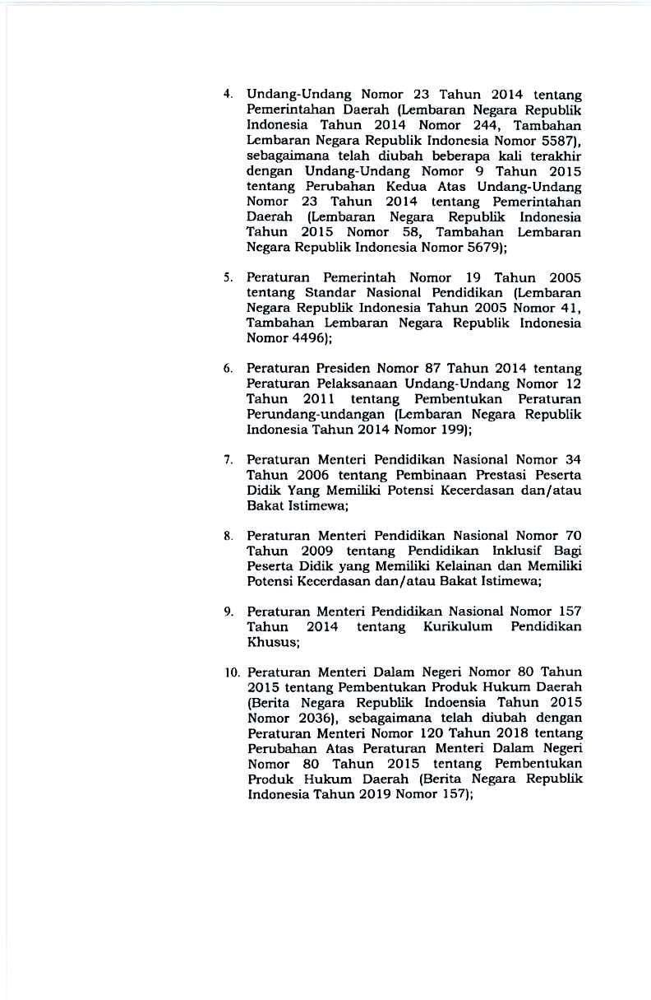 4. Undang-Undang Nomor 23 Tahun 2014 tentang
Pemerintahan Daerah (Lembaran Negara Republik
Indonesia Tahun 2014 Nomor 244, Tambahan
Lembaran Negara Republik Indonesia Nomor 5587),
sebagaimana telah diubah beberapa kali terakhir
dengan Undang-Undang Nomor 9 Tahun 2015
tentang Perubahan Kedua Atas Undang-Undang
Nomor 23 Tahun 2014 tentang Pemerintahan
Daerah (Lembaran Negara Republik Indonesia
Tahun 2015 Nomor 58, Tambahan Lembaran
Negara Republik Indonesia Nomor 5679);
5. Peraturan Pemerintah Nomor 19 Tahun 2005
tentang Standar Nasional Pendidikan (Lembaran
Negara Republik Indonesia Tahun 2005 Nomor 41,
Tambahan Lembaran Negara Republik Indonesia
Nomor 4496);
6. Peraturan Presiden Nomor 87 Tahun 2014 tentang
Peraturan Pelaksanaan Undang-Undang Nomor 12
Tahun 2011 tentang Pembentukan Peraturan
Perundang-undangan (Lembaran Negara Republik
Indonesia Tahun 2014 Nomor 199);
7. Peraturan Menteri Pendidikan Nasional Nomor 34
Tahun 2006 tentang Pembinaan Prestasi Peserta
Didik Yang Memiliki Potensi Kecerdasan dan/atau
Bakat Istimewa;
8. Peraturan Menteri Pendidikan Nasional Nomor 70
Tahun 2009 tentang Pendidikan Inklusif Bagi
Peserta Didik yang Memiliki Kelainan dan Memiliki
Potensi Kecerdasan dan/atau Bakat Istimewa;
9. Peraturan Menteri Pendidikan Nasional Nomor 157
Tahun 2014 tentang Kurikulum Pendidikan
Khusus;
10. Peraturan Menteri Dalam Negeri Nomor 80 Tahun
2015 tentang Pembentukan Produk Hukum Daerah
(Berita Negara Republik Indoensia Tahun 2015
Nomor 2036), sebagaimana telah diubah dengan
Peraturan Menteri Nomor 120 Tahun 2018 tentang
Perubahan Atas Peraturan Menteri Dalam Negeri
Nomor 80 Tahun 2015 tentang Pembentukan
Produk Hukum Daerah (Berita Negara Republik
Indonesia Tahun 2019 Nomor 157);